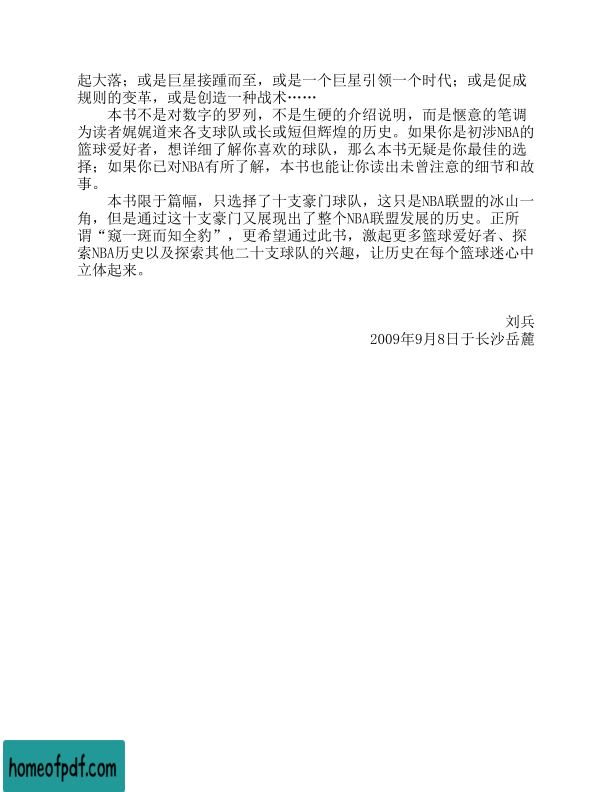 起大落；或是巨星接踵而至，或是一个巨星引领一个时代；或是促成
规则的变革，或是创造一种战术……
本书不是对数字的罗列，不是生硬的介绍说明，而是惬意的笔调
为读者娓娓道来各支球队或长或短但辉煌的历史。如果你是初涉NBA的
篮球爱好者，想详细了解你喜欢的球队，那么本书无疑是你最佳的选
择；如果你已对NBA有所了解，本书也能让你读出未曾注意的细节和故
事。
本书限于篇幅，只选择了十支豪门球队，这只是NBA联盟的冰山一
角，但是通过这十支豪门又展现出了整个NBA联盟发展的历史。正所
谓“窥一斑而知全豹”，更希望通过此书，激起更多篮球爱好者、探
索NBA历史以及探索其他二十支球队的兴趣，让历史在每个篮球迷心中
立体起来。
刘兵
2009年9月8日于长沙岳麓
homeofpdf.com